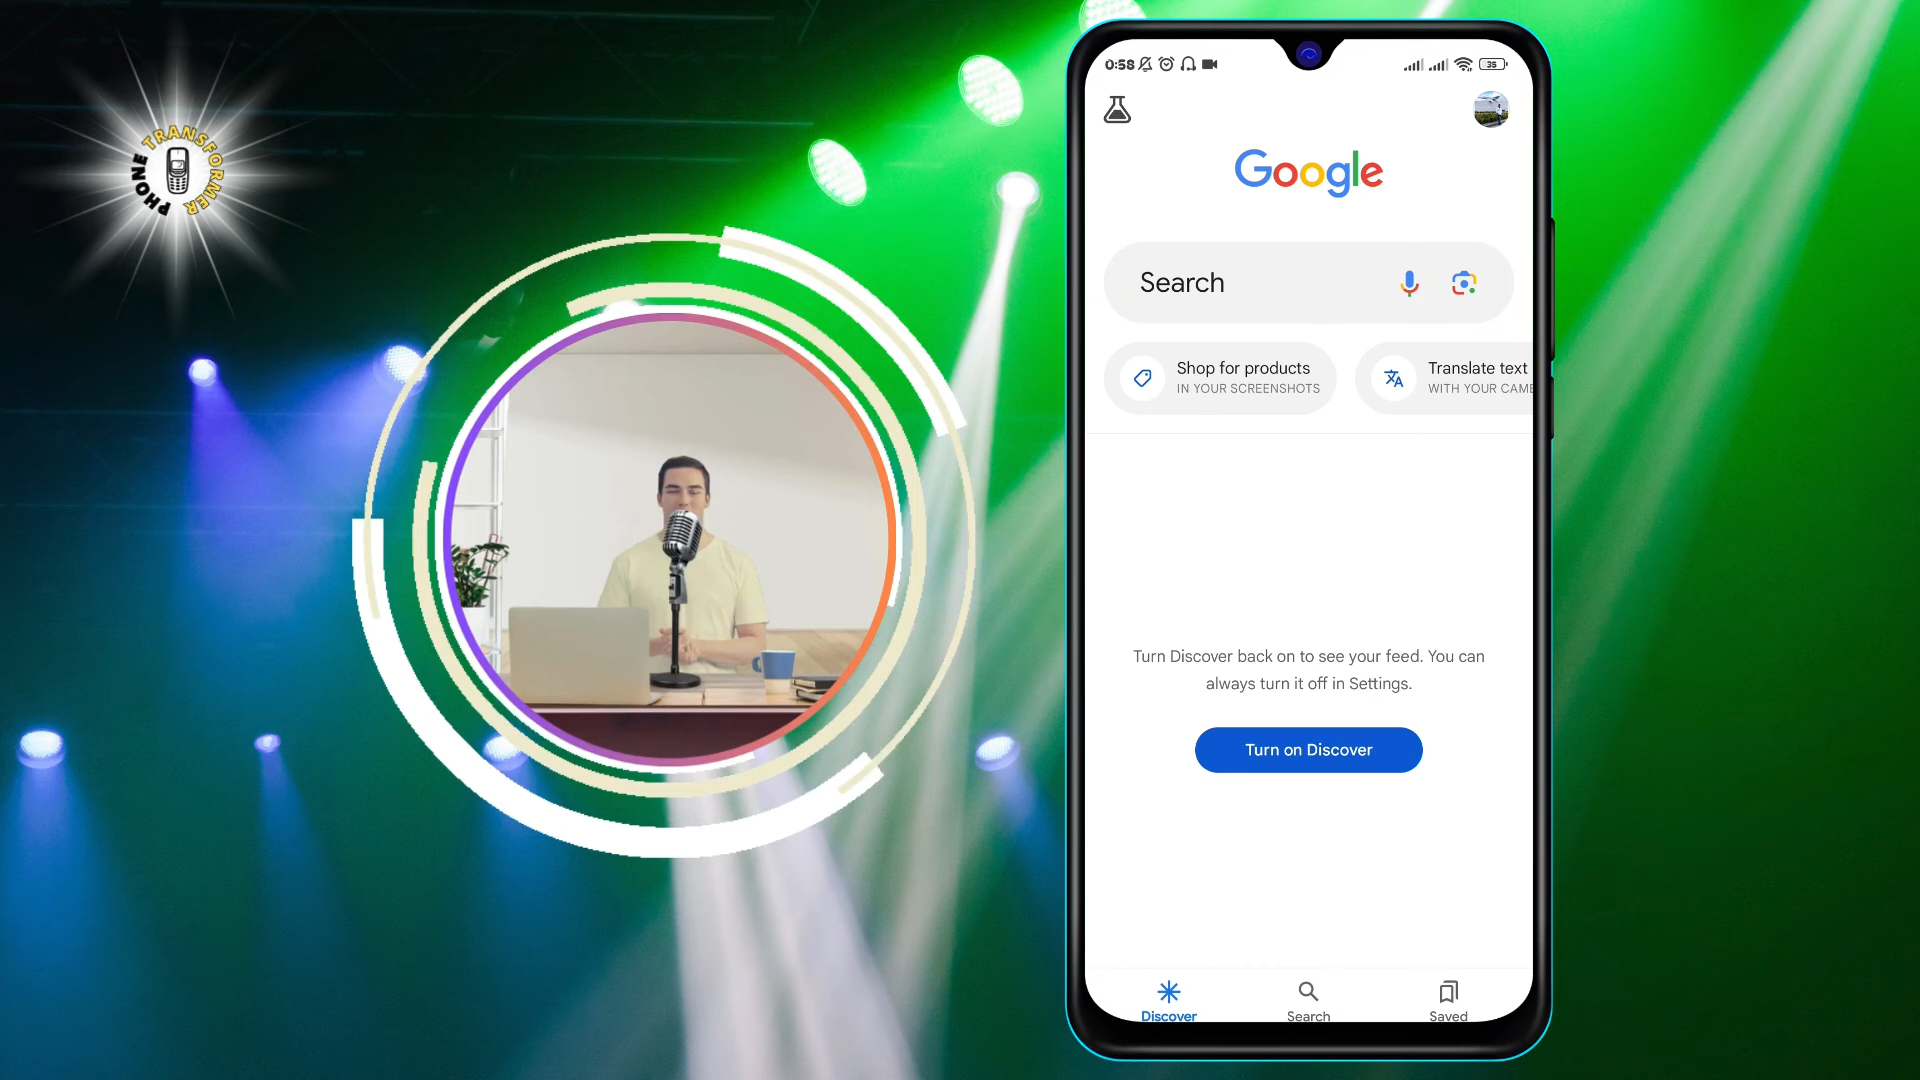 PHONE TRANSFORMER
0:58
35
Google
Search
Shop for products
IN YOUR SCREENSHOTS
Translate text
WITH YOUR CAME
Turn Discover back on to see your feed. You can
always turn it off in Settings.
Turn on Discover
Discover
Search
Saved